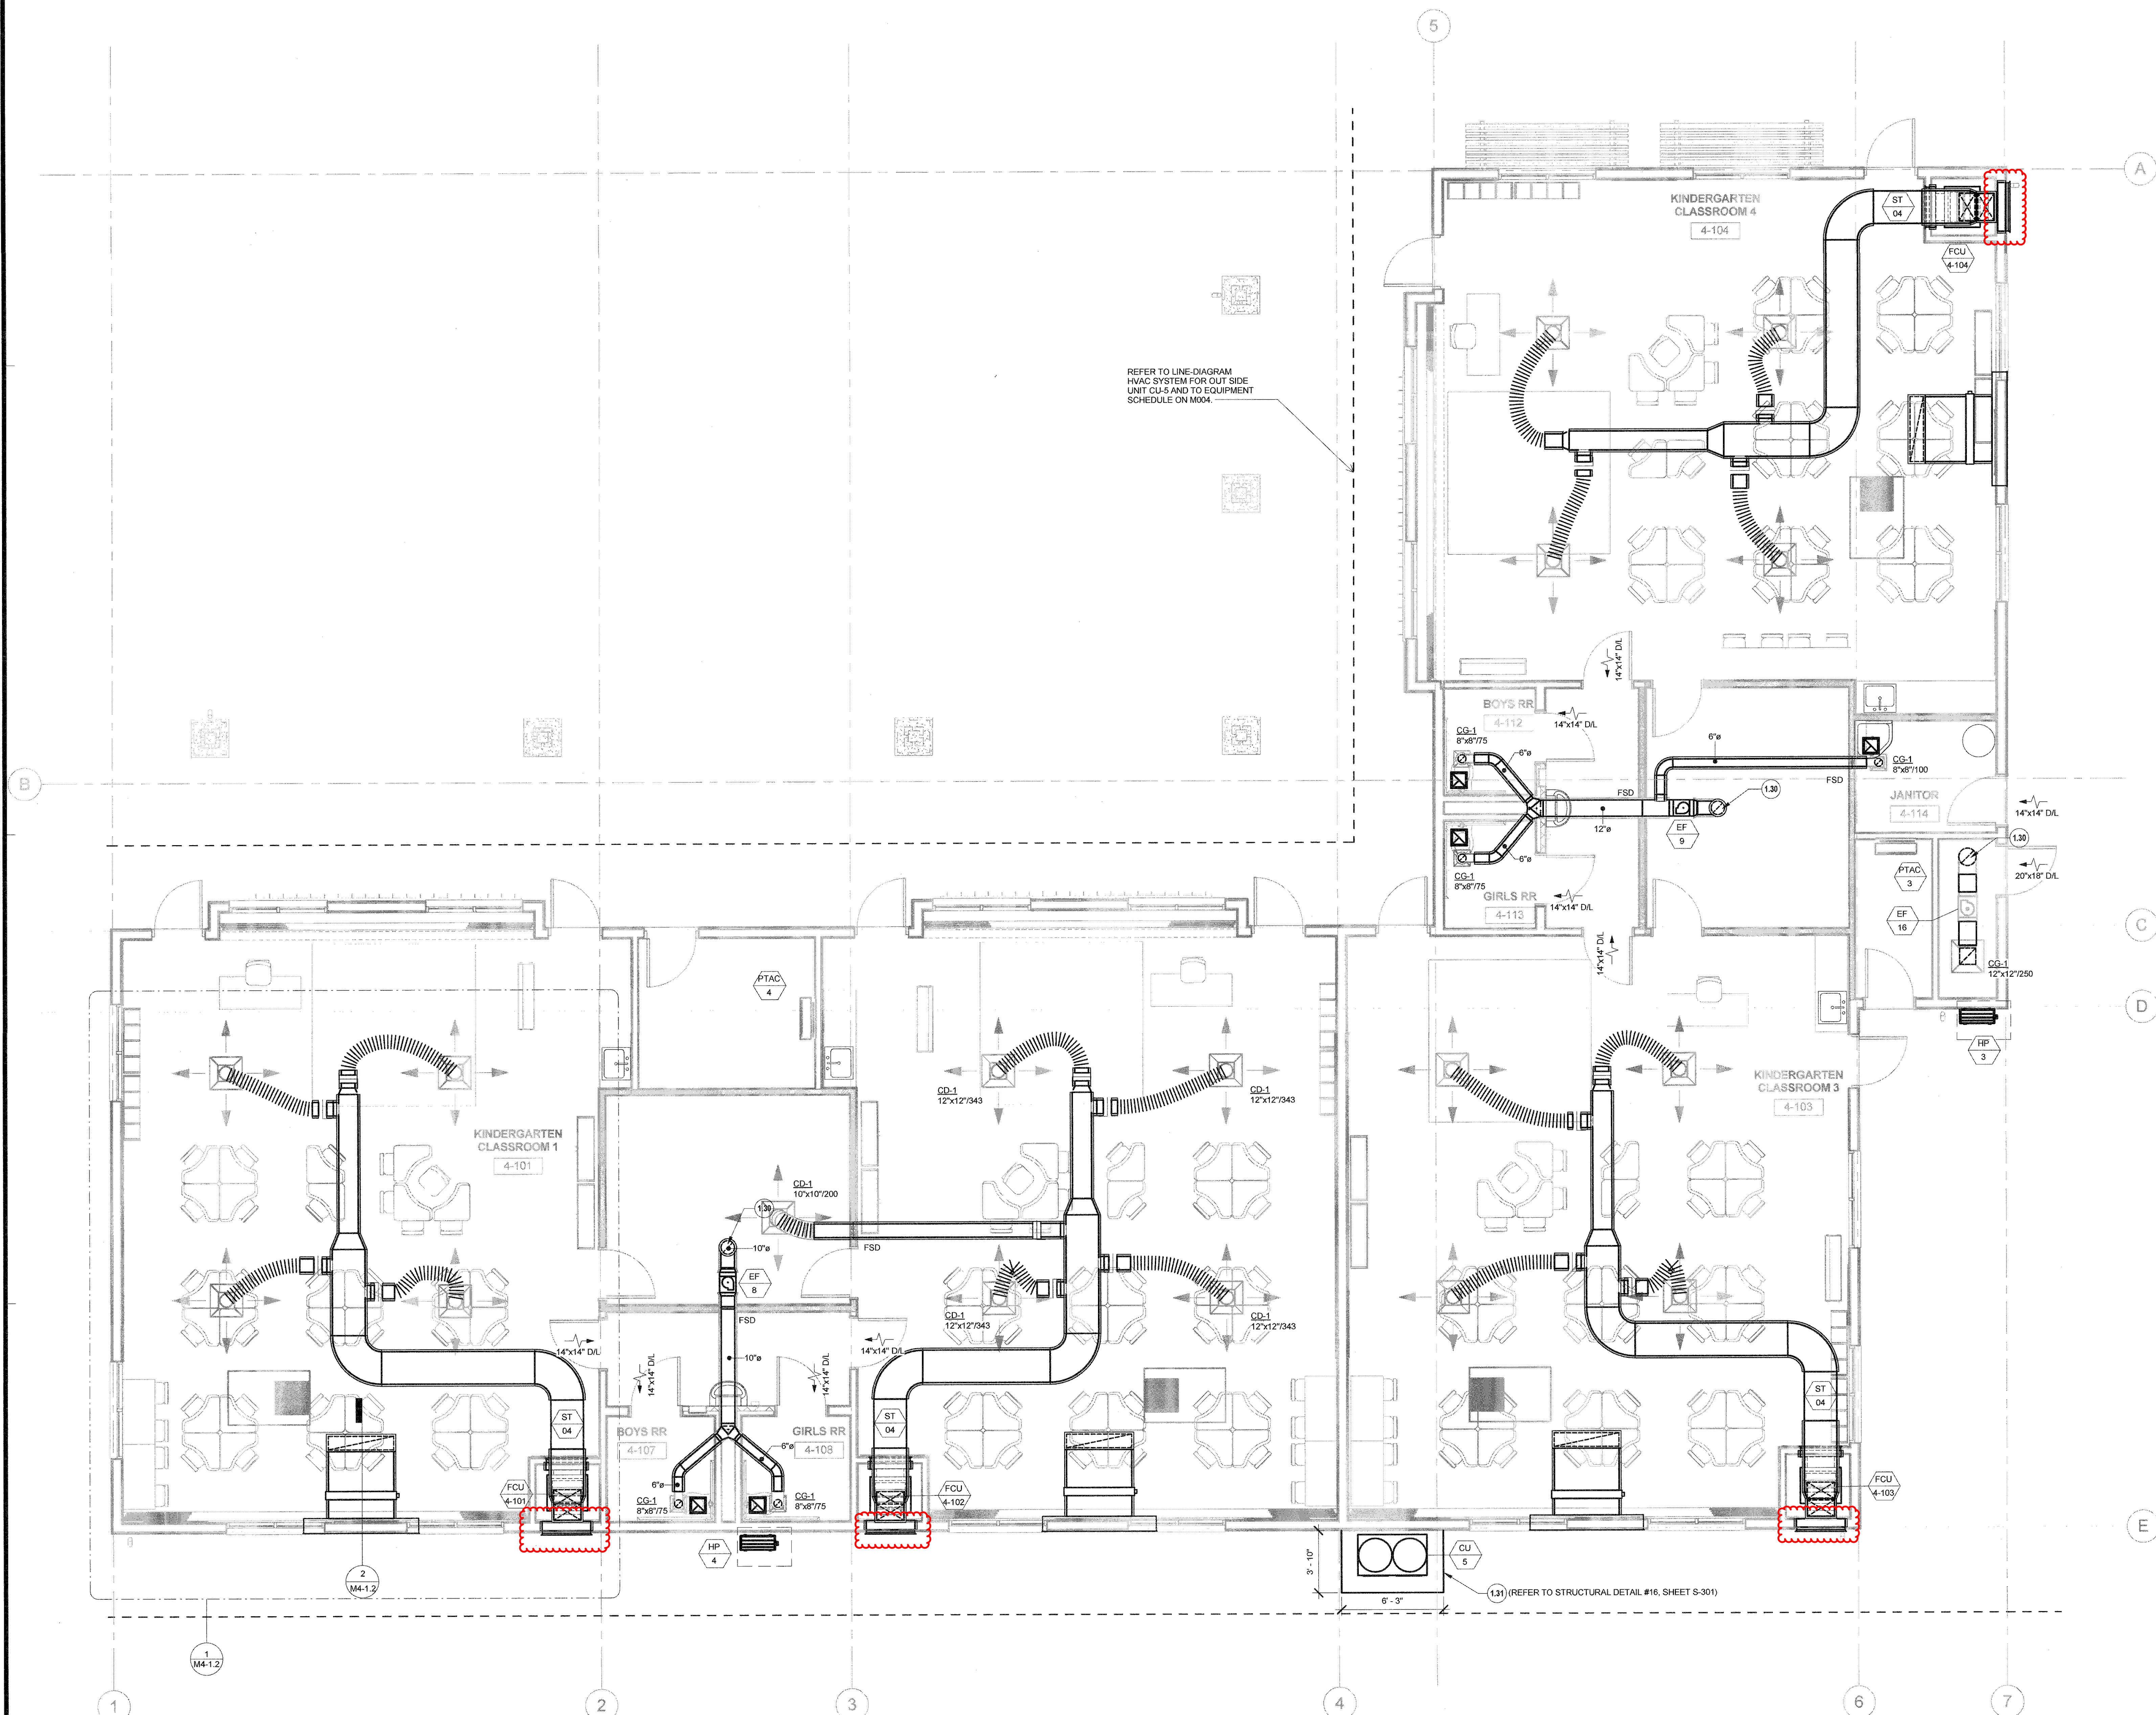 5
A
KINDERGARTEN
CLASSROOM 4
4-104
ST
04
FCU
4-104
REFER TO LINE-DIAGRAM
HVAC SYSTEM FOR OUT SIDE
UNIT CU-5 AND TO EQUIPMENT
SCHEDULE ON M004.
14"x14" D/L
BOYS RR
4-112
14"x14" D/L
CG-1
8"x8"/75
6"ø
6"ø
CG-1
8"x8"/100
FSD
FSD
B
JANITOR
4-114
1.30
14"x14" D/L
12"ø
EF
9
1.30
6"ø
CG-1
8"x8"/75
PTAC
3
20"x18" D/L
GIRLS RR
4-113
14"x14" D/L
EF
16
C
14"x14" D/L
CG-1
12"x12"/250
PTAC
4
D
HP
3
CD-1
12"x12"/343
CD-1
12"x12"/343
KINDERGARTEN
CLASSROOM 3
4-103
KINDERGARTEN
CLASSROOM 1
4-101
CD-1
10"x10"/200
1.30
10"ø
FSD
EF
8
FSD
CD-1
12"x12"/343
CD-1
12"x12"/343
14"x14" D/L
14"x14" D/L
10"ø
14"x14" D/L
14"x14" D/L
ST
04
ST
04
ST
04
BOYS RR
4-107
GIRLS RR
4-108
6"ø
6"ø
FCU
4-101
CG-1
8"x8"/75
CG-1
8"x8"/75
FCU
4-102
FCU
4-103
E
HP
4
3' - 10"
CU
5
2
M4-1.2
1.31 (REFER TO STRUCTURAL DETAIL #16, SHEET S-301)
6' - 3"
1
M4-1.2
1
2
3
4
6
7